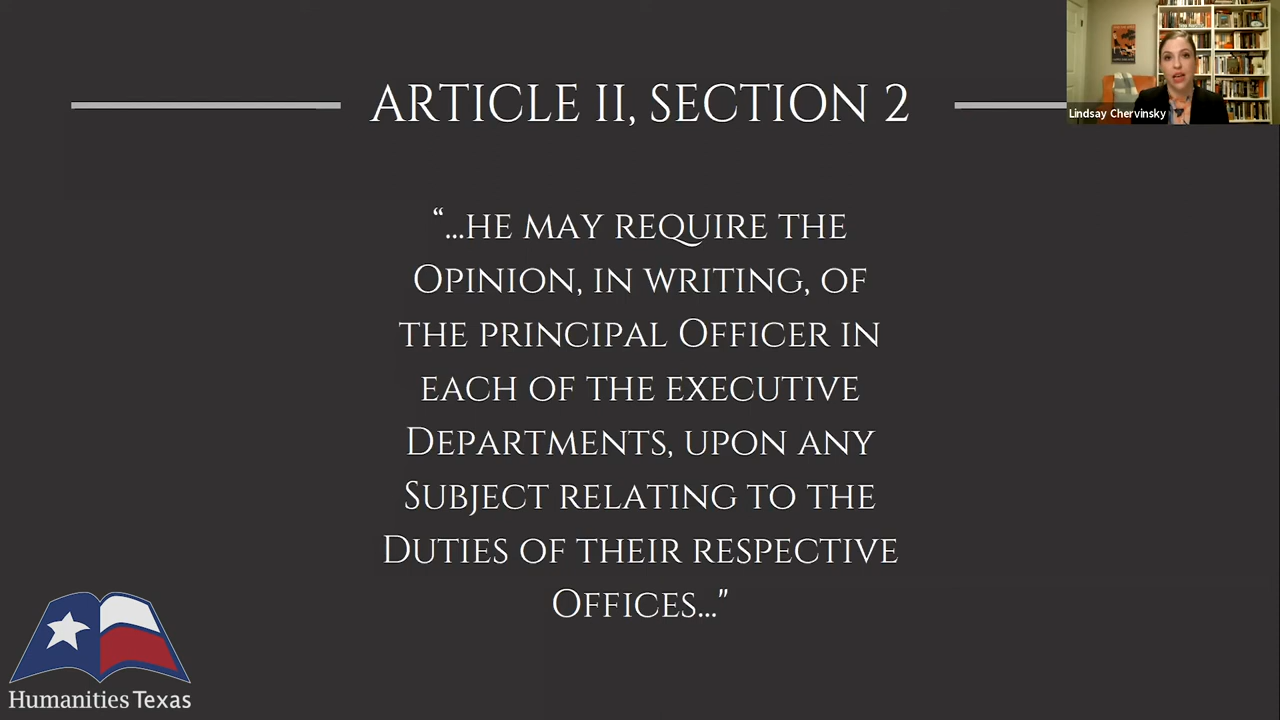 ARTICLE II, SECTION 2
Lindsay Chervinsky
“...HE MAY REQUIRE THE
OPINION, IN WRITING, OF
THE PRINCIPAL OFFICER IN
EACH OF THE EXECUTIVE
DEPARTMENTS, UPON ANY
SUBJECT RELATING TO THE
DUTIES OF THEIR RESPECTIVE
OFFICES..."
Humanities Texas